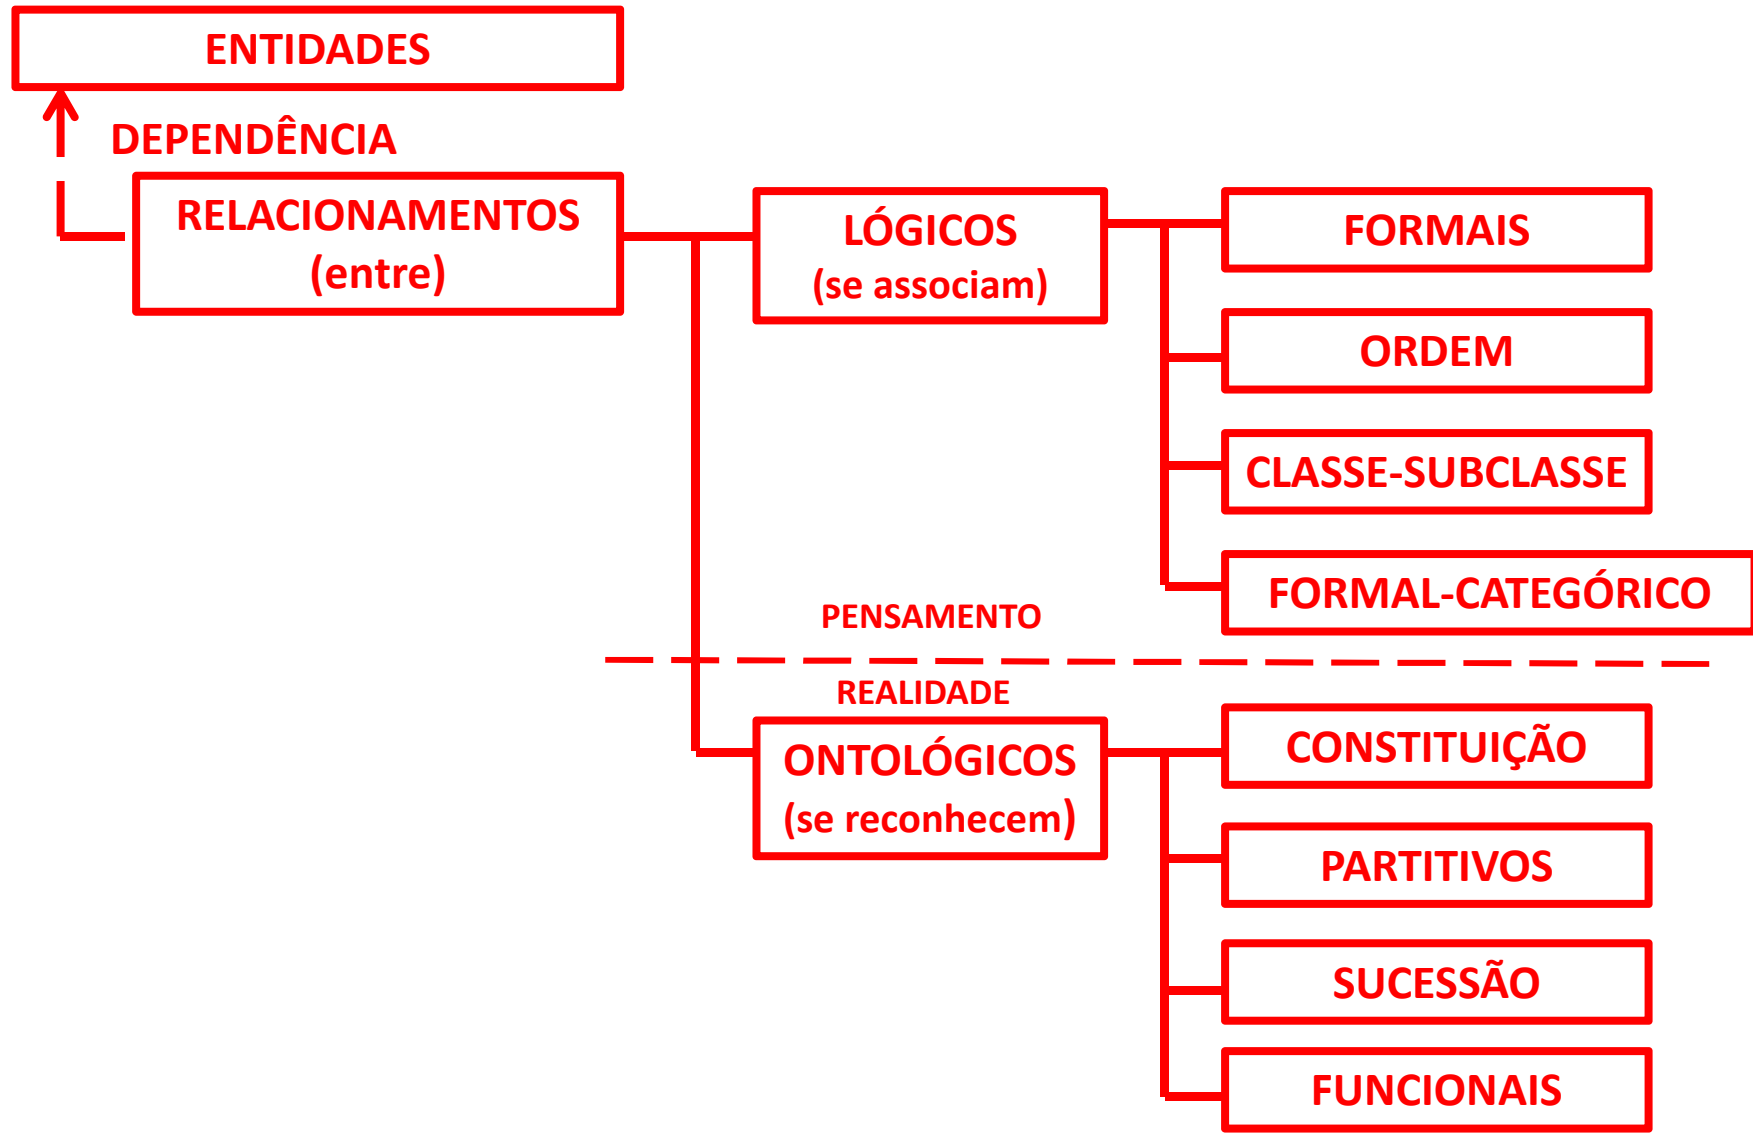 ENTIDADES
DEPENDÊNCIA
RELACIONAMENTOS
(entre)
LÓGICOS
(se associam)
FORMAIS
ORDEM
CLASSE-SUBCLASSE
FORMAL-CATEGÓRICO
PENSAMENTO
REALIDADE
ONTOLÓGICOS
(se reconhecem)
CONSTITUIÇÃO
PARTITIVOS
SUCESSÃO
FUNCIONAIS